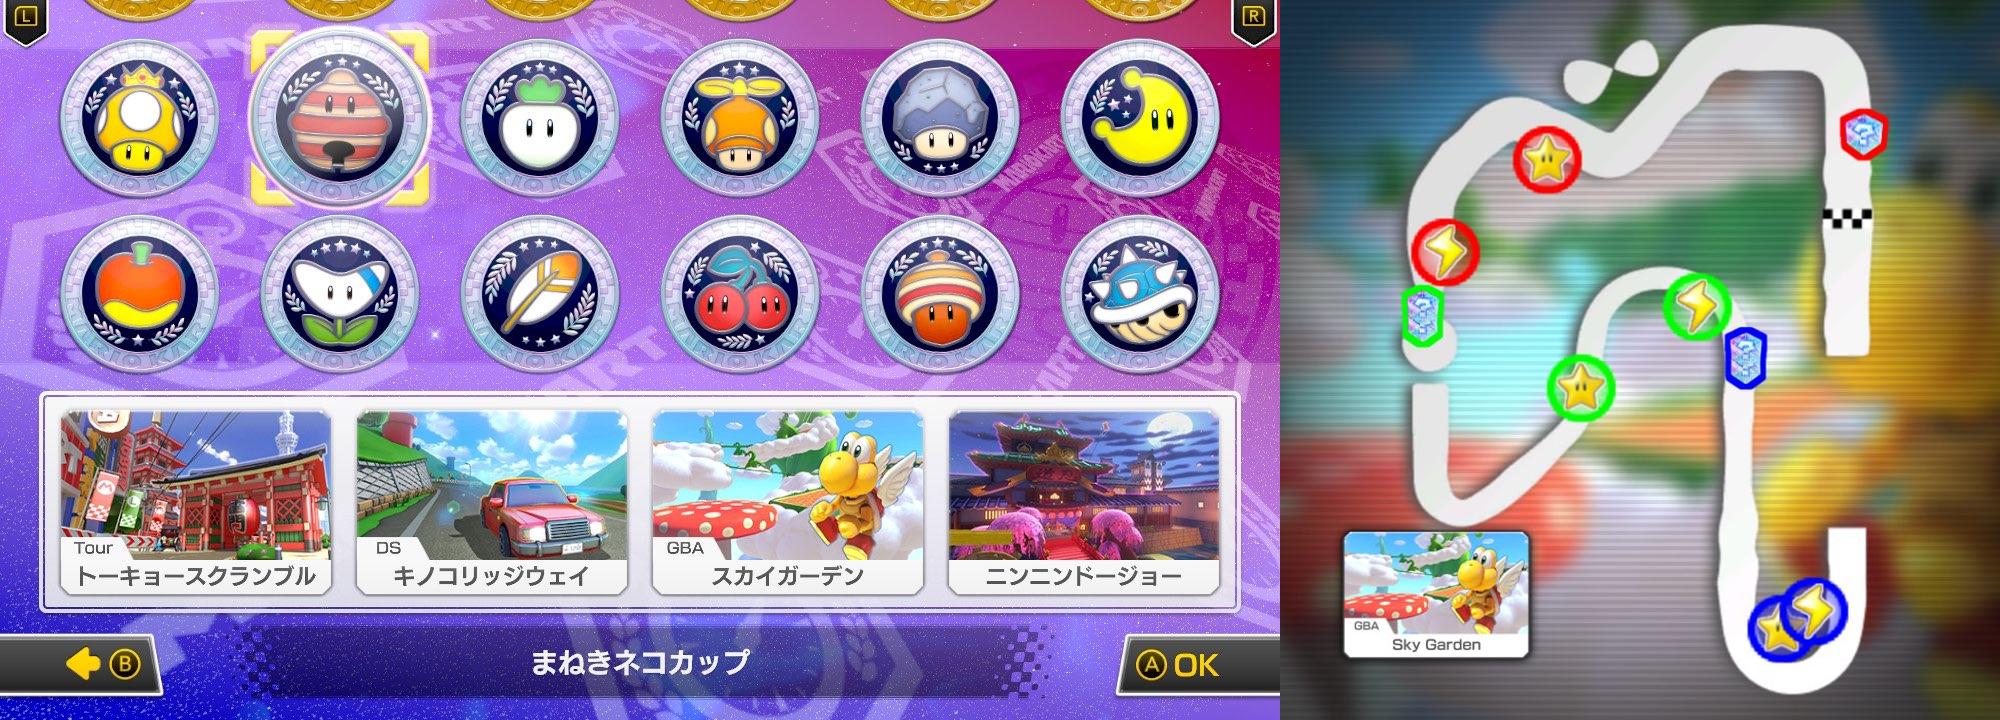 L
R
Tour
トーキョースクランブル
DS
キノコリッジウェイ
GBA
スカイガーデン
ニンニンドージョー
B
まねきネコカップ
A OK
GBA
Sky Garden